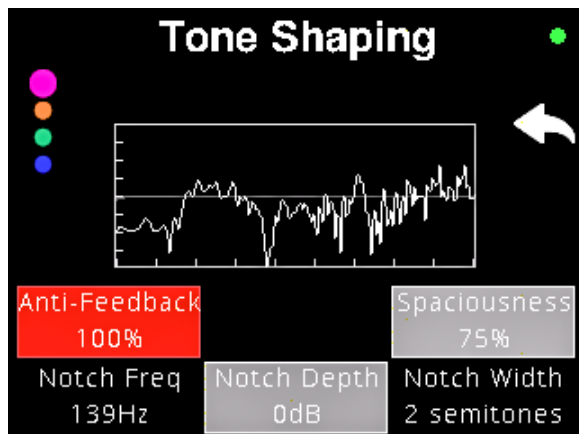 Tone Shaping
Anti-Feedback
100%
Spaciousness
75%
Notch Freq
139Hz
Notch Depth
0dB
Notch Width
2 semitones